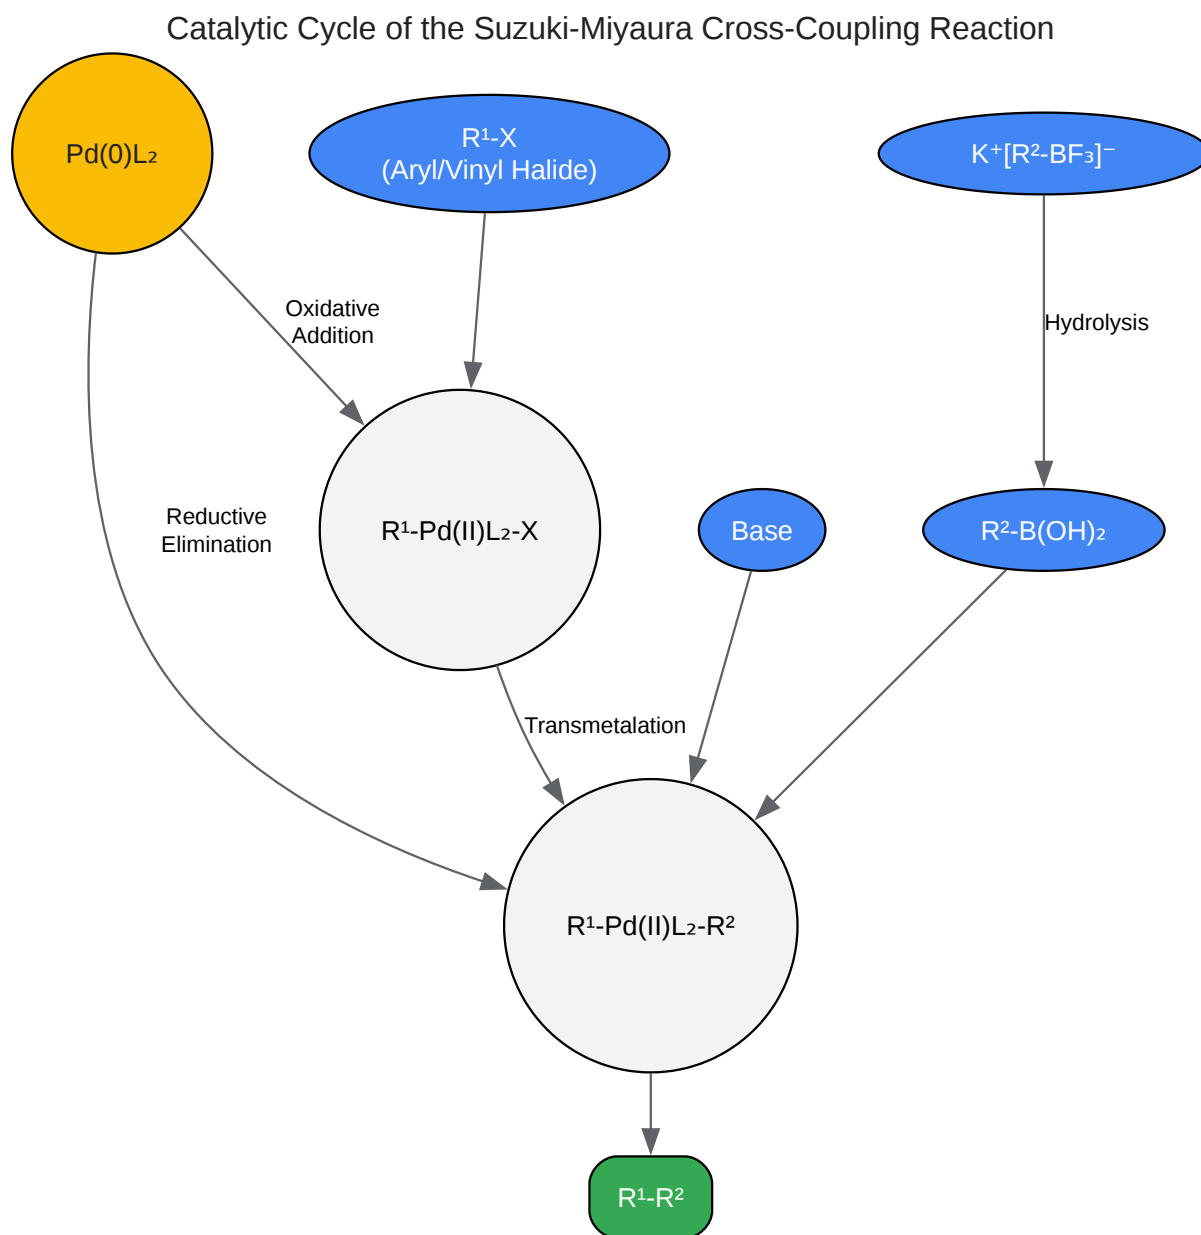 Catalytic Cycle of the Suzuki-Miyaura Cross-Coupling Reaction
Pd(0)L₂
R¹-X
(Aryl/Vinyl Halide)
K⁺[R²-BF₃]⁻
Oxidative
Addition
Hydrolysis
Reductive
Elimination
R¹-Pd(II)L₂-X
Base
R²-B(OH)₂
Transmetalation
R¹-Pd(II)L₂-R²
R¹-R²